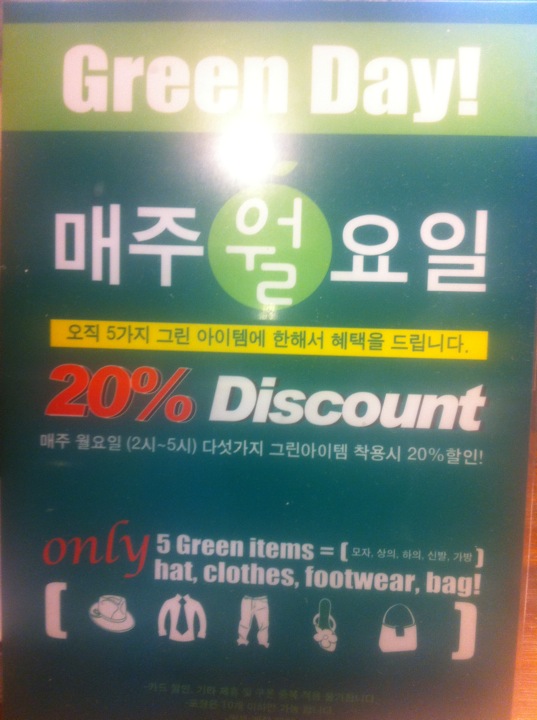 Green Day!
매주 월요일
오직 5가지 그린 아이템에 한해서 혜택을 드립니다.
20% Discount
매주 월요일 (2시~5시) 다섯가지 그린아이템 착용시 20%할인!
only 5 Green items = ( 모자, 상의, 하의, 신발, 가방 )
hat, clothes, footwear, bag!